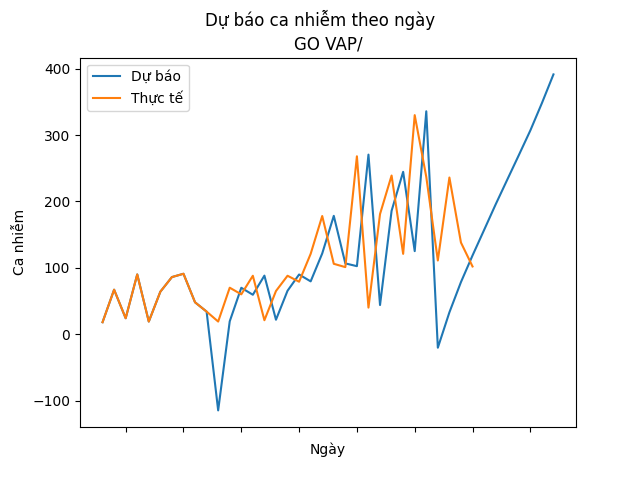 Dự báo ca nhiễm theo ngày
GO VAP/
Dự báo
Thực tế
400
300
200
100
0
−100
Ca nhiễm
Ngày